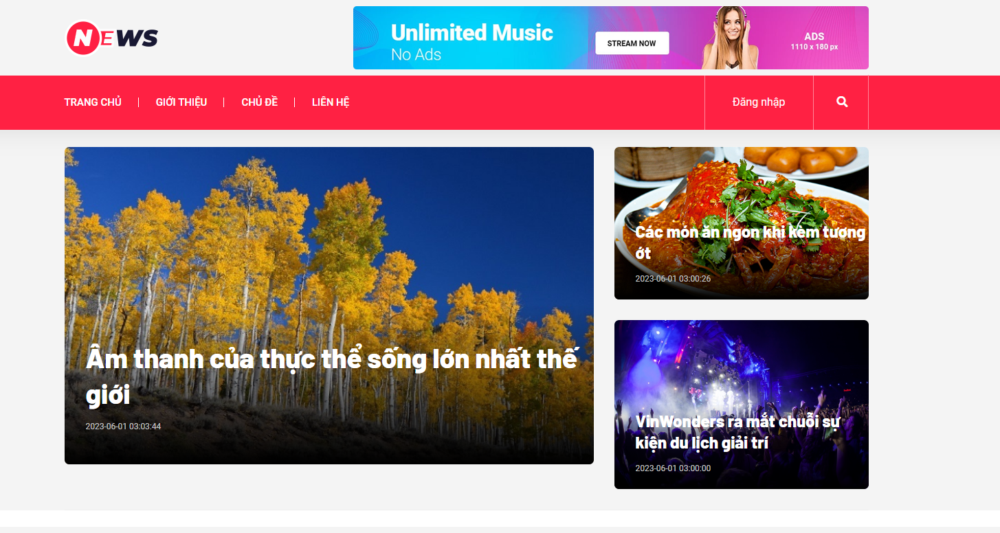 NEWS
Unlimited Music
No Ads
STREAM NOW
ADS
1110 x 180 px
TRANG CHỦ
GIỚI THIỆU
CHỦ ĐỀ
LIÊN HỆ
Đăng nhập
Âm thanh của thực thể sống lớn nhất thế
giới
2023-06-01 03:03:44
Các món ăn ngon khi kèm tương
ớt
2023-06-01 03:00:26
VinWonders ra mắt chuỗi sự
kiện du lịch giải trí
2023-06-01 03:00:00